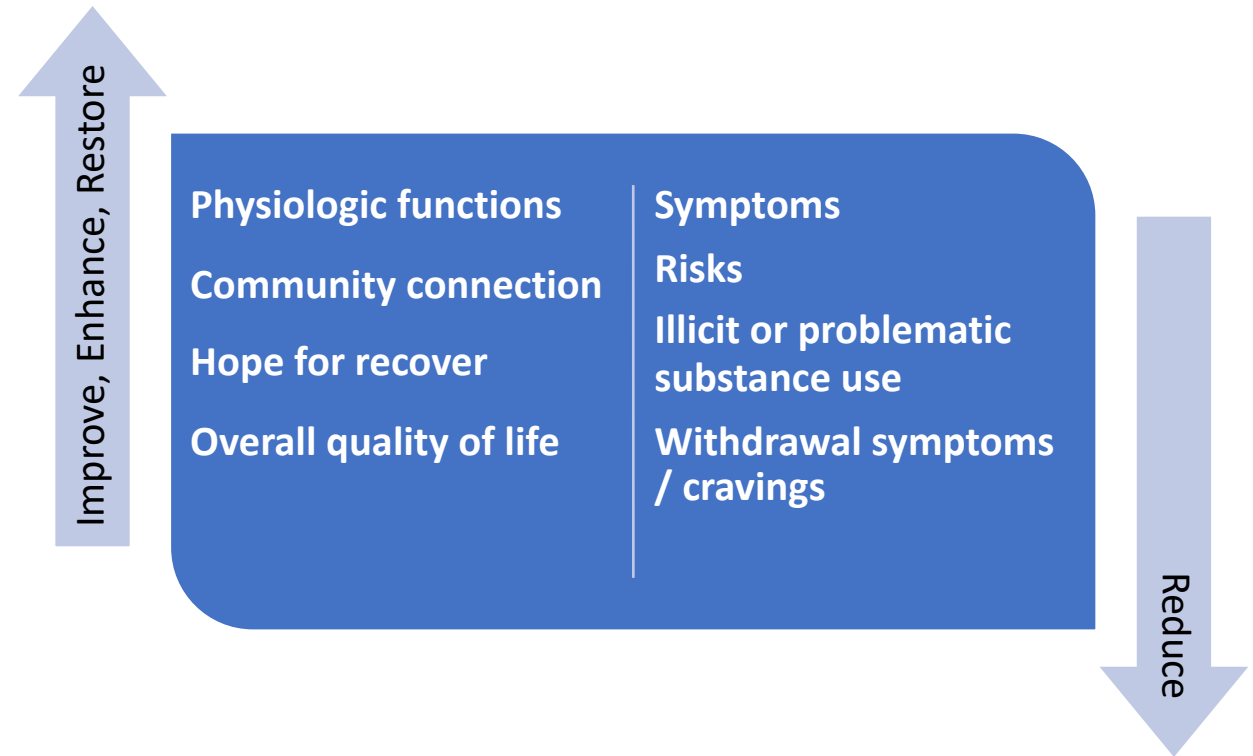 Improve, Enhance, Restore
Physiologic functions
Community connection
Hope for recover
Overall quality of life
Symptoms
Risks
Illicit or problematic
substance use
Withdrawal symptoms
/ cravings
Reduce